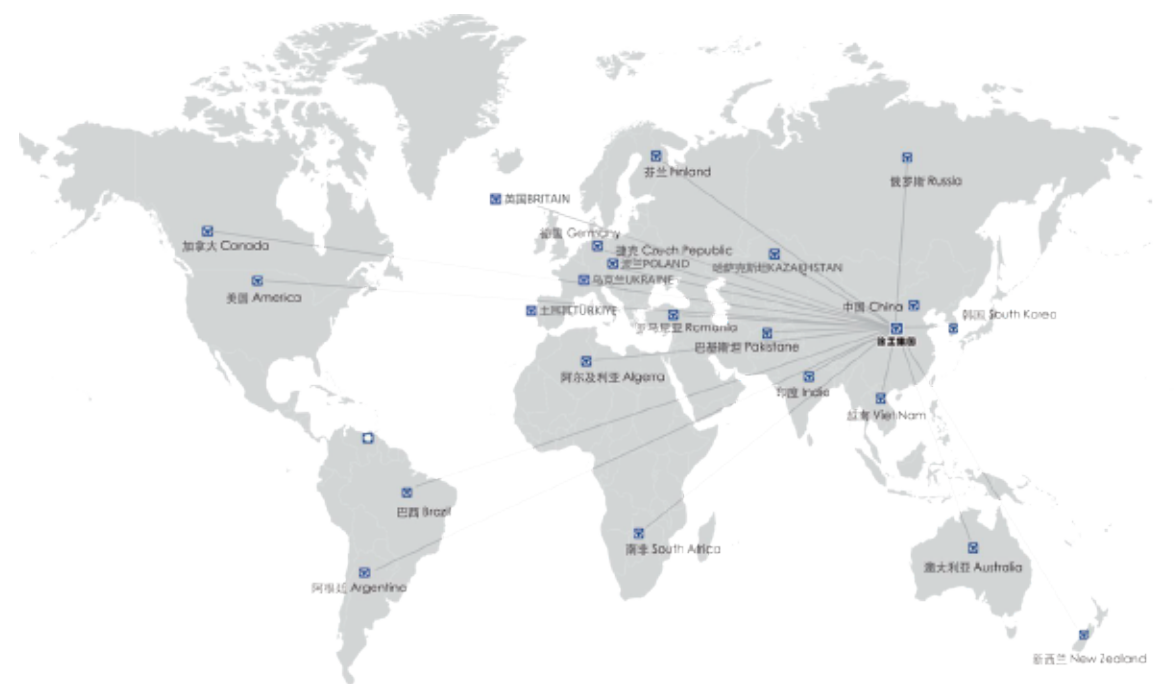 芬兰 Finland
俄罗斯 Russia
英国BRITAIN
德国 Germany
加拿大 Canada
捷克 Czech Pepublic
波兰POLAND
哈萨克斯坦KAZAKHSTAN
乌克兰UKRAINE
美国 America
中国 China
土耳其TÜRKIYE
韩国 South Korea
罗马尼亚 Romania
徐工集团
巴基斯坦 Pakistane
阿尔及利亚 Algerra
印度 India
越南 Viet Nam
巴西 Brazil
南非 South Africa
澳大利亚 Australia
阿根廷 Argentina
新西兰 New Zealand